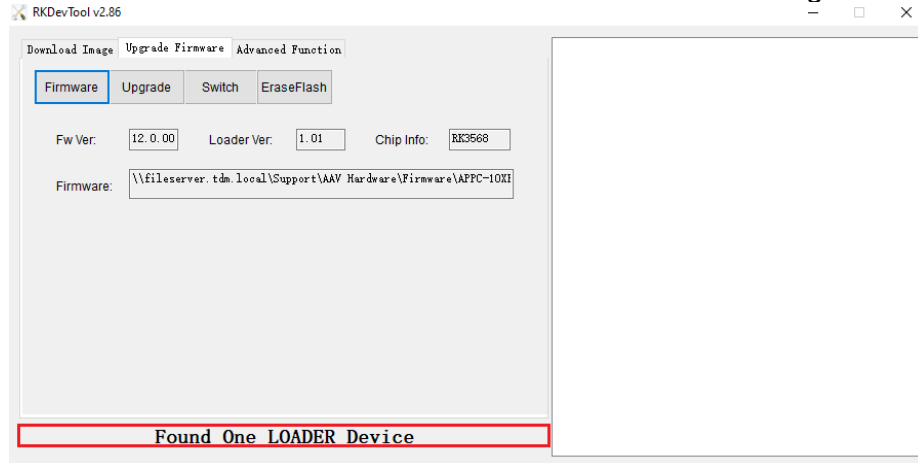 RKDevTool v2.86
Download Image Upgrade Firmware Advanced Function
Firmware Upgrade Switch EraseFlash
Fw Ver: 12.0.00 Loader Ver: 1.01 Chip Info: RK3568
Firmware: \\fileserver.tdm.local\Support\AAV Hardware\Firmware\APPC-10XI
Found One LOADER Device